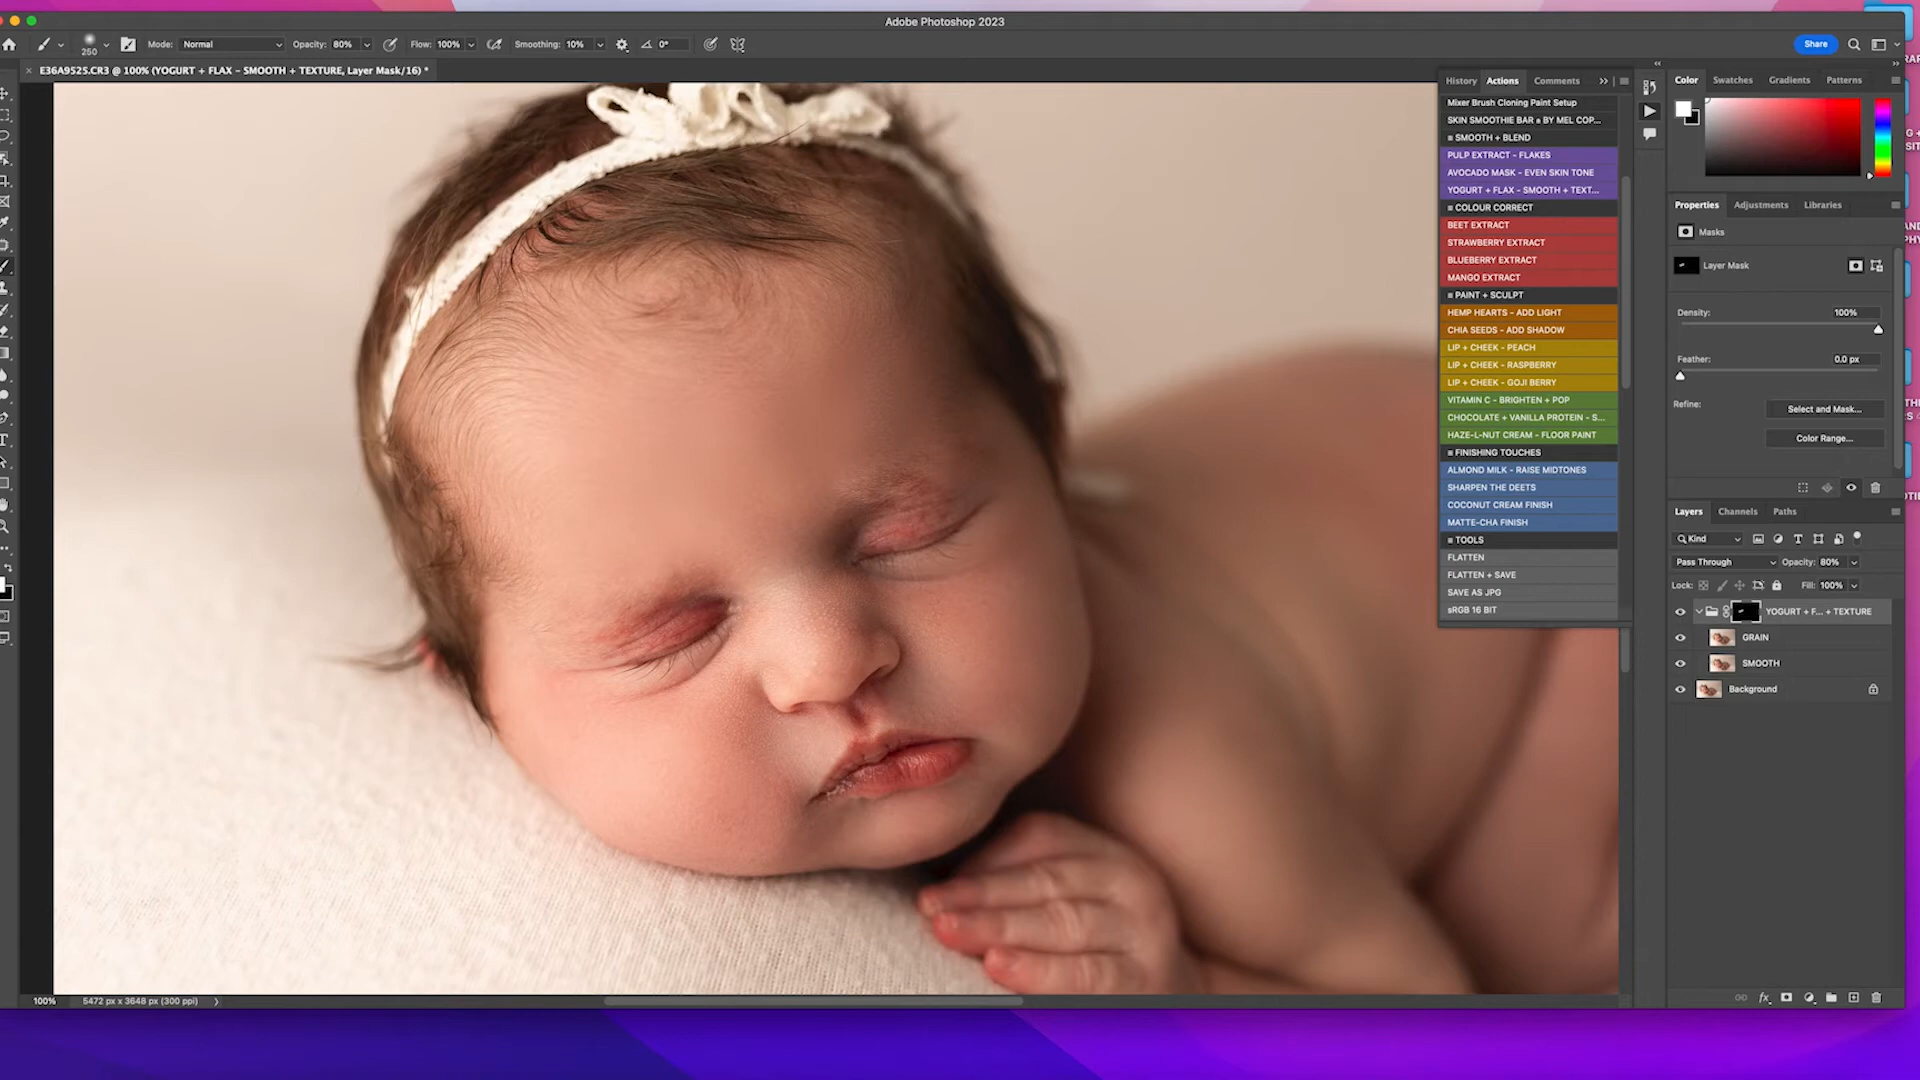 Adobe Photoshop 2023
250 Mode: Normal Opacity: 80% Flow: 100% Smoothing: 10% 0° Share
× E36A9525.CR3 @ 100% (YOGURT + FLAX - SMOOTH + TEXTURE, Layer Mask/16) *
History Actions Comments
Mixer Brush Cloning Paint Setup
SKIN SMOOTHIE BAR BY MEL COP...
SMOOTH + BLEND
PULP EXTRACT - FLAKES
AVOCADO MASK - EVEN SKIN TONE
YOGURT + FLAX - SMOOTH + TEXT...
COLOUR CORRECT
BEET EXTRACT
STRAWBERRY EXTRACT
BLUEBERRY EXTRACT
MANGO EXTRACT
PAINT + SCULPT
HEMP HEARTS - ADD LIGHT
CHIA SEEDS - ADD SHADOW
LIP + CHEEK - PEACH
LIP + CHEEK - RASPBERRY
LIP + CHEEK - GOJI BERRY
VITAMIN C - BRIGHTEN + POP
CHOCOLATE + VANILLA PROTEIN - S...
HAZE-L-NUT CREAM - FLOOR PAINT
FINISHING TOUCHES
ALMOND MILK - RAISE MIDTONES
SHARPEN THE DEETS
COCONUT CREAM FINISH
MATTE-CHA FINISH
TOOLS
FLATTEN
FLATTEN + SAVE
SAVE AS JPG
sRGB 16 BIT
Color Swatches Gradients Patterns
Properties Adjustments Libraries
Masks
Layer Mask
Density: 100%
Feather: 0.0 px
Refine: Select and Mask...
Color Range...
Layers Channels Paths
Kind
Pass Through Opacity: 80%
Lock: Fill: 100%
YOGURT + F... + TEXTURE
GRAIN
SMOOTH
Background
fx
100% 5472 px x 3648 px (300 ppi)